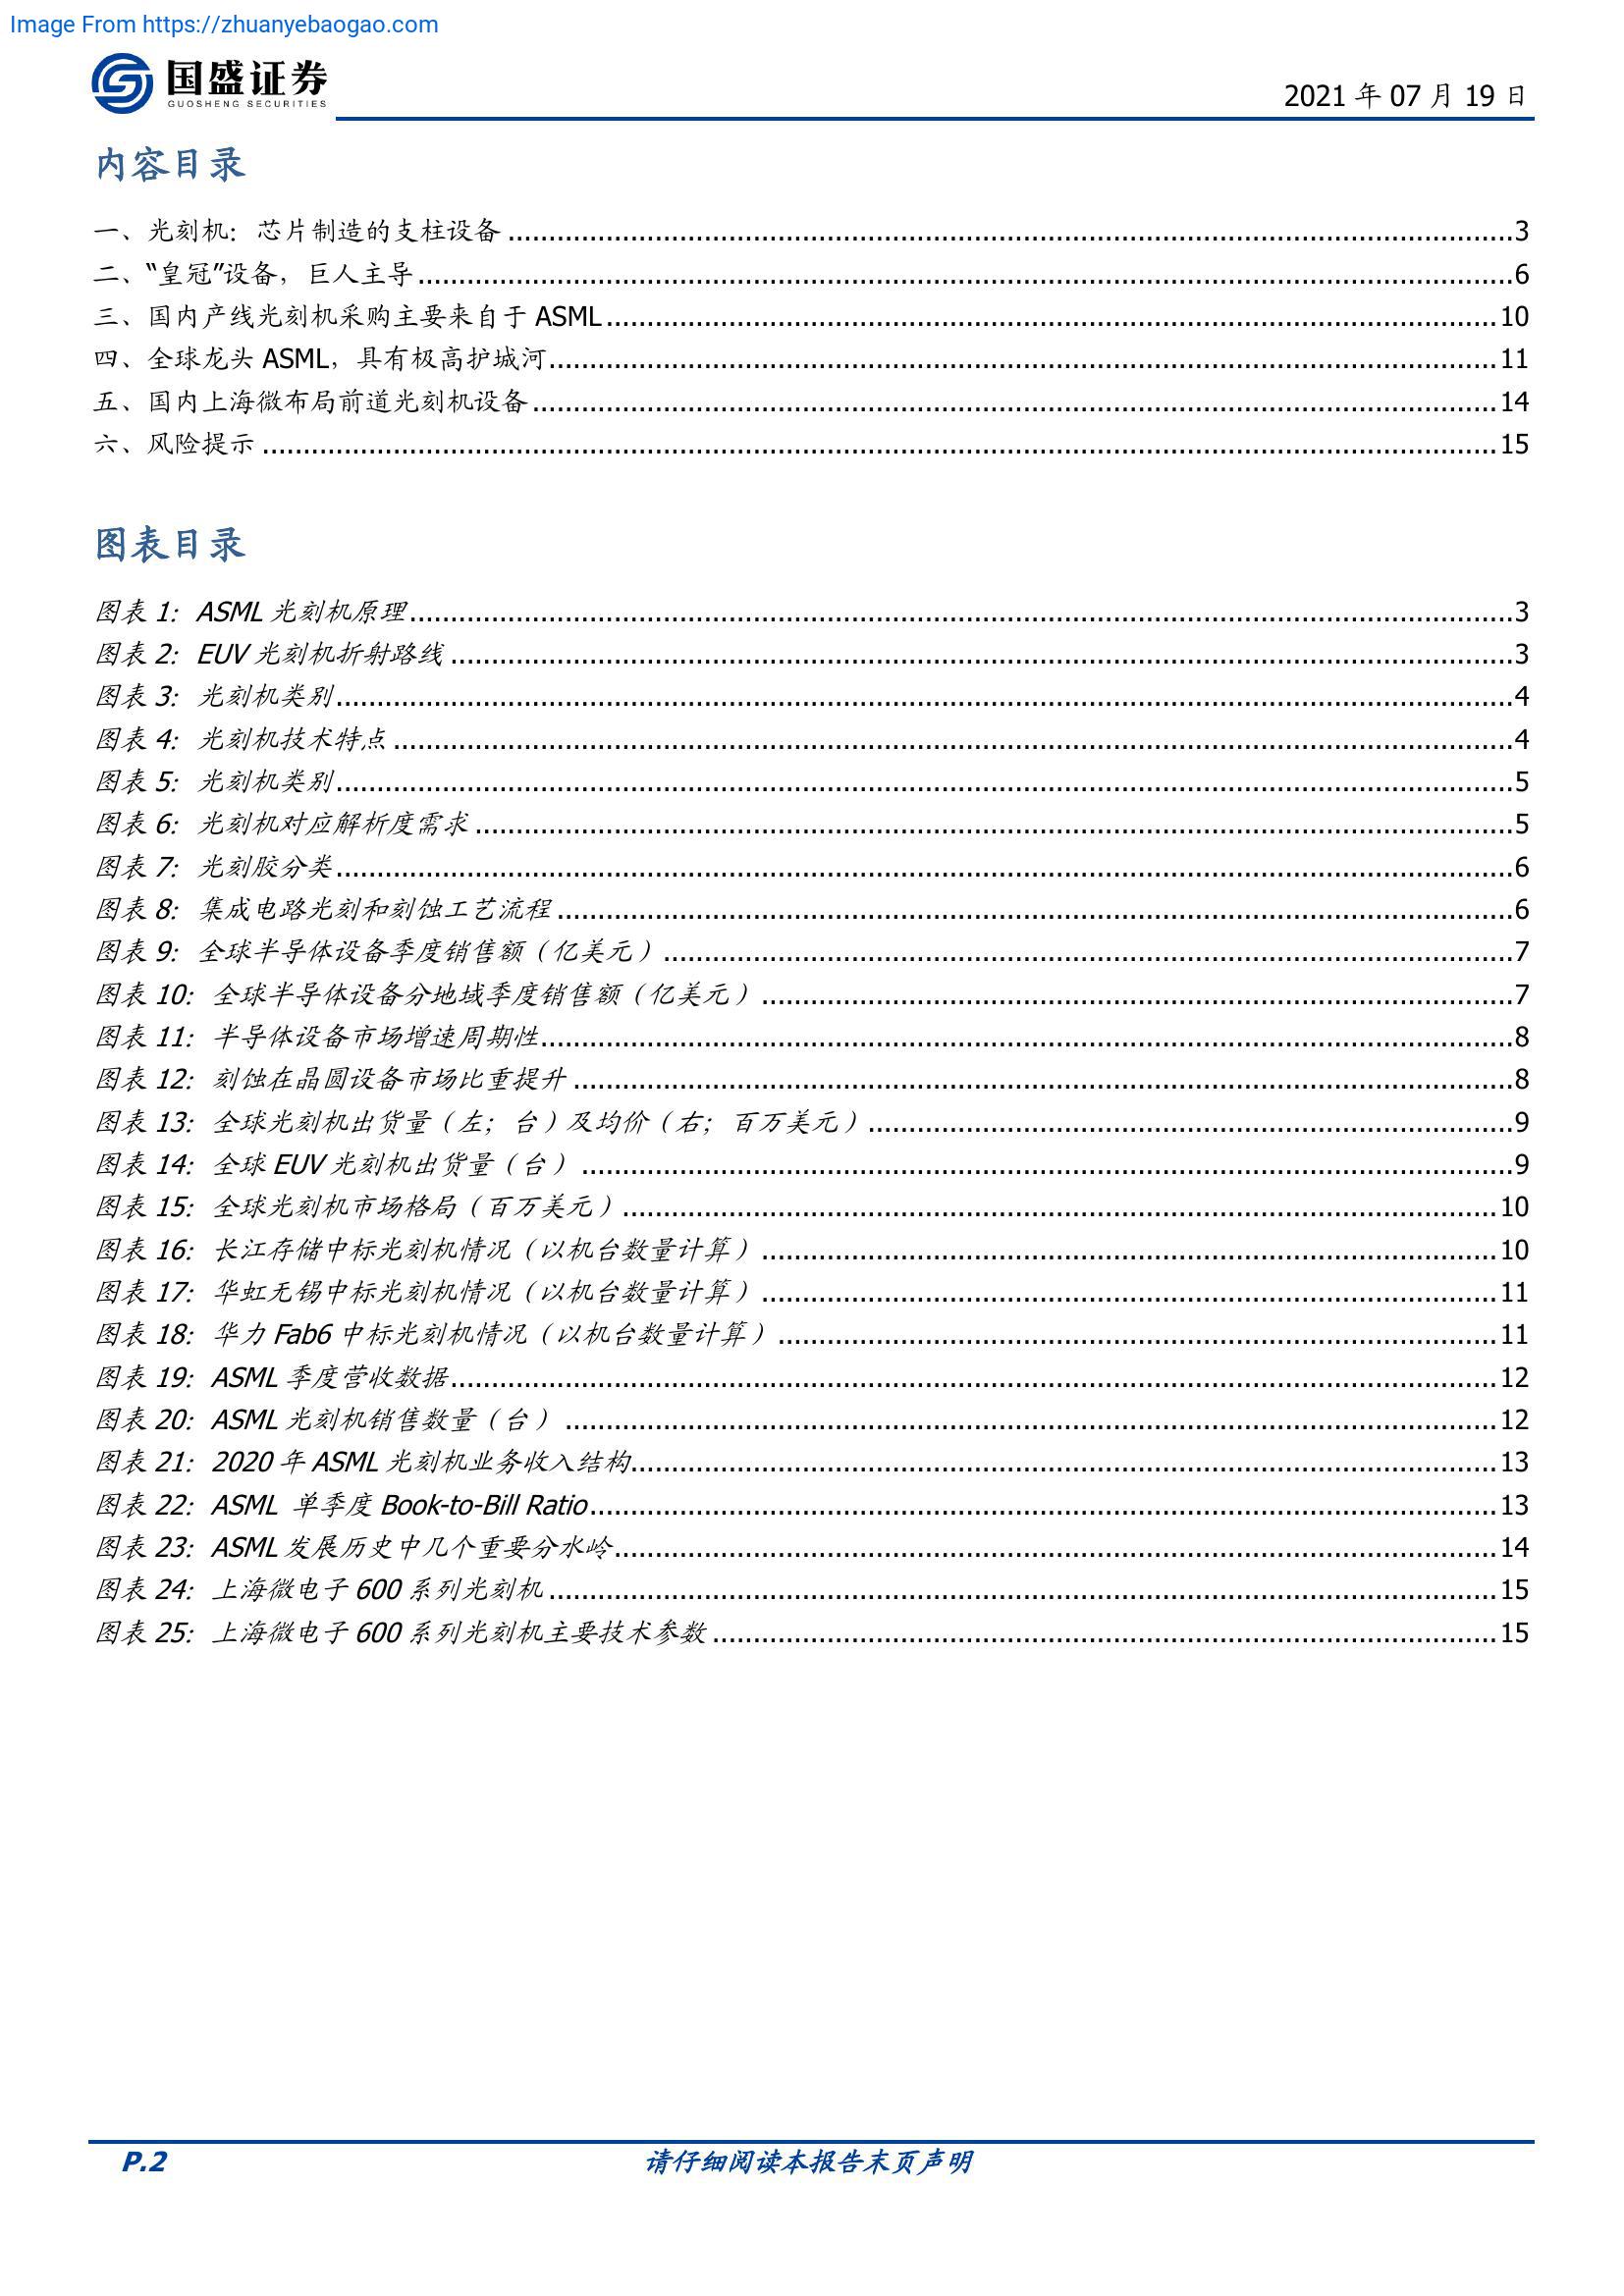 Image From https://zhuanyebaogao.com
国盛证券
GUOSHENG SECURITIES
2021 年 07 月 19 日
内容目录
一、光刻机：芯片制造的支柱设备 3
二、“皇冠”设备，巨人主导 6
三、国内产线光刻机采购主要来自于 ASML 10
四、全球龙头 ASML，具有极高护城河 11
五、国内上海微布局前道光刻机设备 14
六、风险提示 15
图表目录
图表 1: ASML 光刻机原理 3
图表 2: EUV 光刻机折射路线 3
图表 3: 光刻机类别 4
图表 4: 光刻机技术特点 4
图表 5: 光刻机类别 5
图表 6: 光刻机对应解析度需求 5
图表 7: 光刻胶分类 6
图表 8: 集成电路光刻和刻蚀工艺流程 6
图表 9: 全球半导体设备季度销售额（亿美元） 7
图表 10: 全球半导体设备分地域季度销售额（亿美元） 7
图表 11: 半导体设备市场增速周期性 8
图表 12: 刻蚀在晶圆设备市场比重提升 8
图表 13: 全球光刻机出货量（左；台）及均价（右；百万美元） 9
图表 14: 全球 EUV 光刻机出货量（台） 9
图表 15: 全球光刻机市场格局（百万美元） 10
图表 16: 长江存储中标光刻机情况（以机台数量计算） 10
图表 17: 华虹无锡中标光刻机情况（以机台数量计算） 11
图表 18: 华力 Fab6 中标光刻机情况（以机台数量计算） 11
图表 19: ASML 季度营收数据 12
图表 20: ASML 光刻机销售数量（台） 12
图表 21: 2020 年 ASML 光刻机业务收入结构 13
图表 22: ASML 单季度 Book-to-Bill Ratio 13
图表 23: ASML 发展历史中几个重要分水岭 14
图表 24: 上海微电子 600 系列光刻机 15
图表 25: 上海微电子 600 系列光刻机主要技术参数 15
P.2
请仔细阅读本报告末页声明